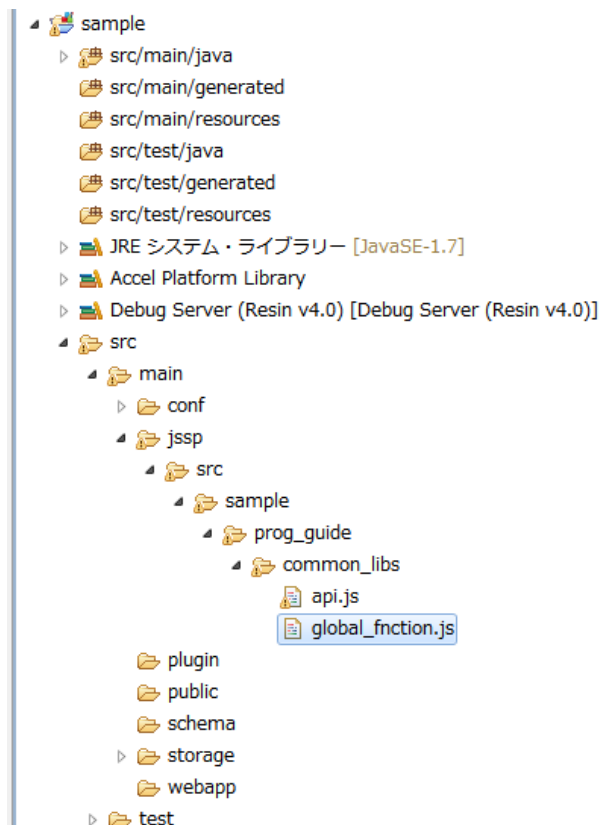 sample
src/main/java
src/main/generated
src/main/resources
src/test/java
src/test/generated
src/test/resources
JRE システム・ライブラリー [JavaSE-1.7]
Accel Platform Library
Debug Server (Resin v4.0) [Debug Server (Resin v4.0)]
src
main
conf
jssp
src
sample
prog_guide
common_libs
api.js
global_fnction.js
plugin
public
schema
storage
webapp
test